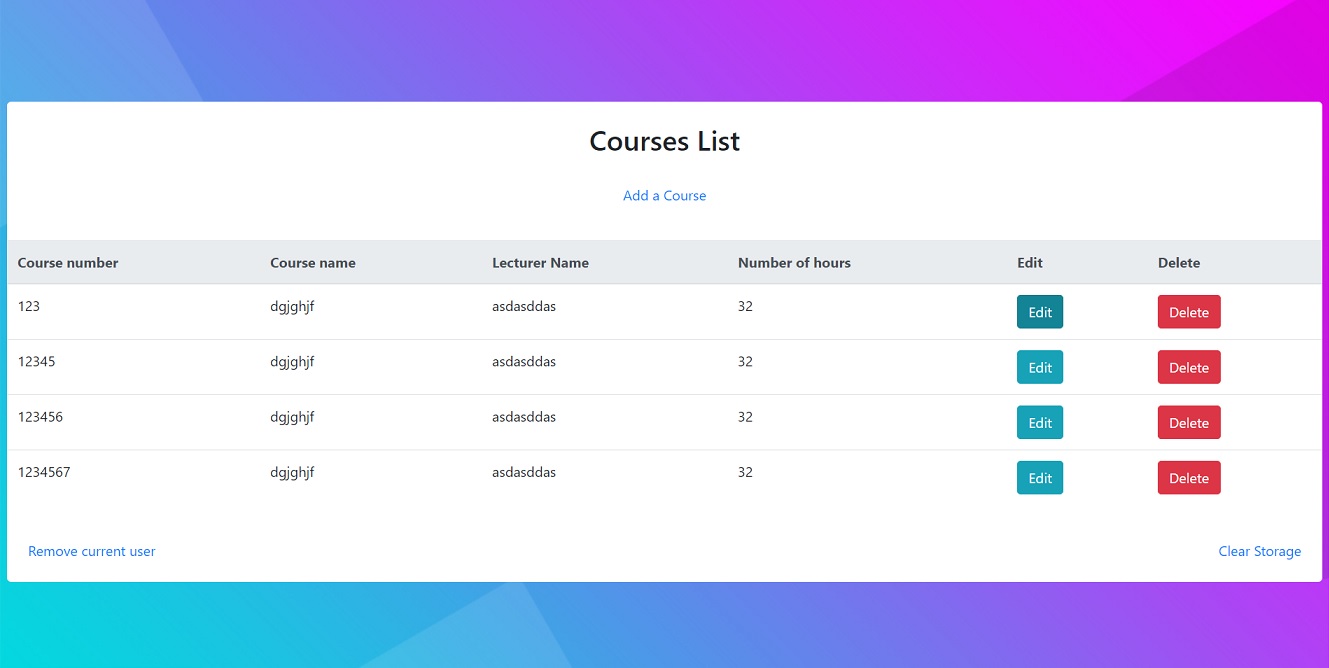 Courses List
Add a Course
Course number Course name Lecturer Name Number of hours Edit Delete
123 dgjghjf asdasddas 32 Edit Delete
12345 dgjghjf asdasddas 32 Edit Delete
123456 dgjghjf asdasddas 32 Edit Delete
1234567 dgjghjf asdasddas 32 Edit Delete
Remove current user Clear Storage